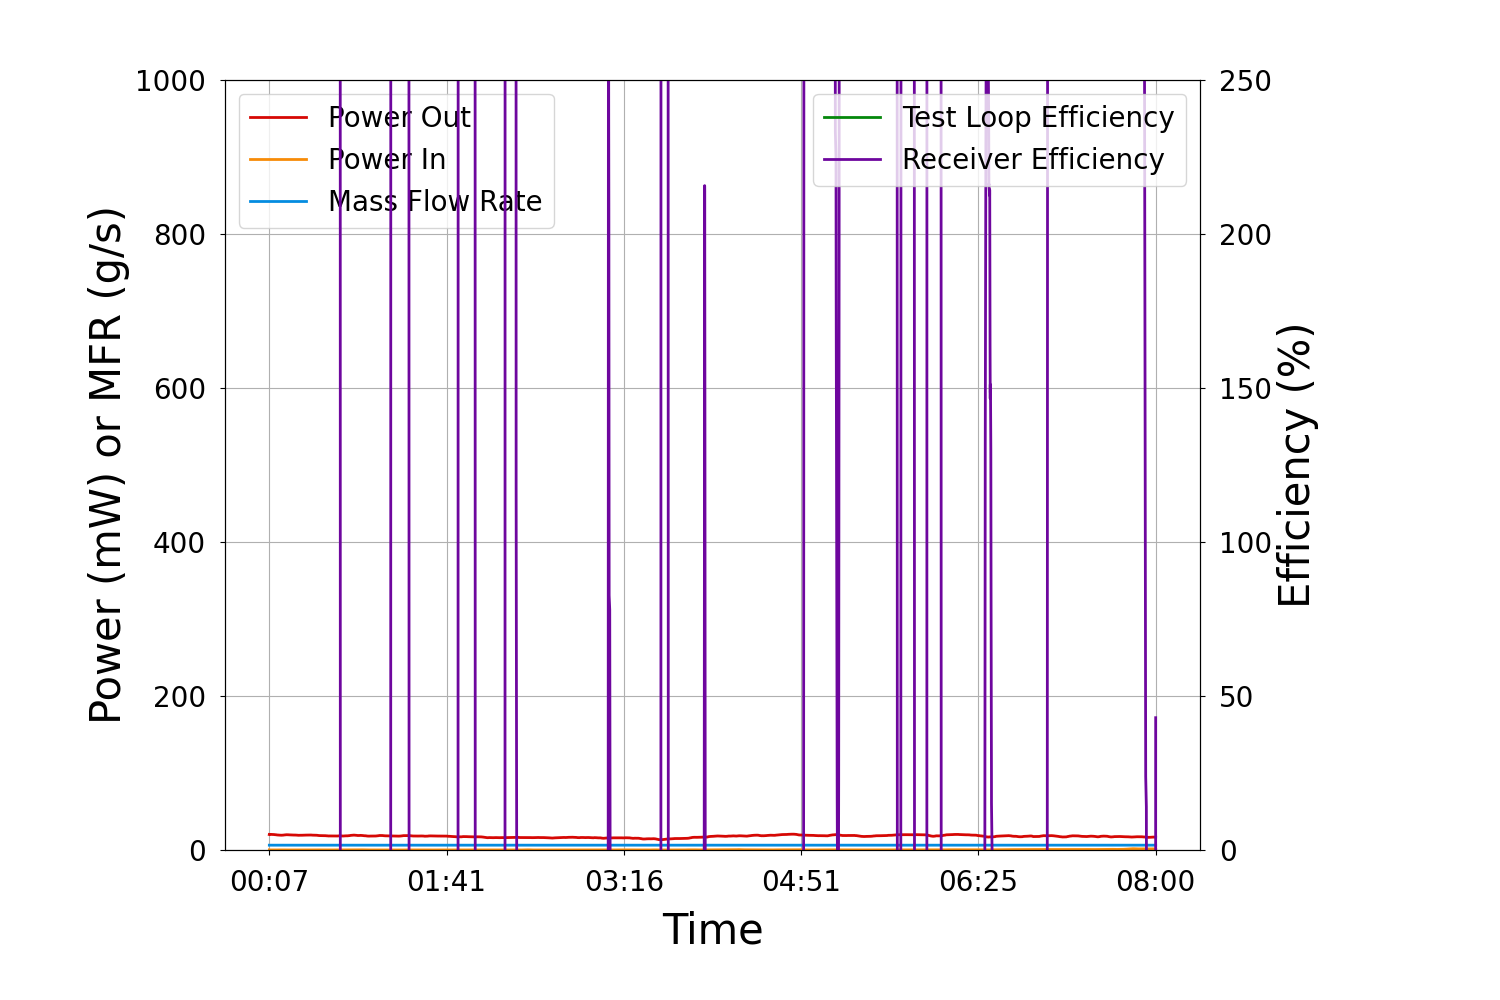 1000
800
600
400
200
0
Power (mW) or MFR (g/s)
Power Out
Power In
Mass Flow Rate
Test Loop Efficiency
Receiver Efficiency
250
200
150
100
50
0
Efficiency (%)
00:07 01:41 03:16 04:51 06:25 08:00
Time